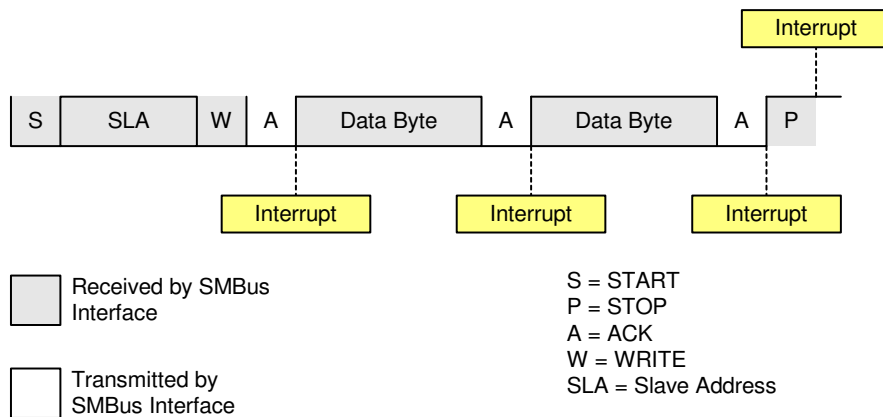 Interrupt
S SLA W A Data Byte A Data Byte A P
Interrupt Interrupt Interrupt
Received by SMBus
Interface
Transmitted by
SMBus Interface
S = START
P = STOP
A = ACK
W = WRITE
SLA = Slave Address